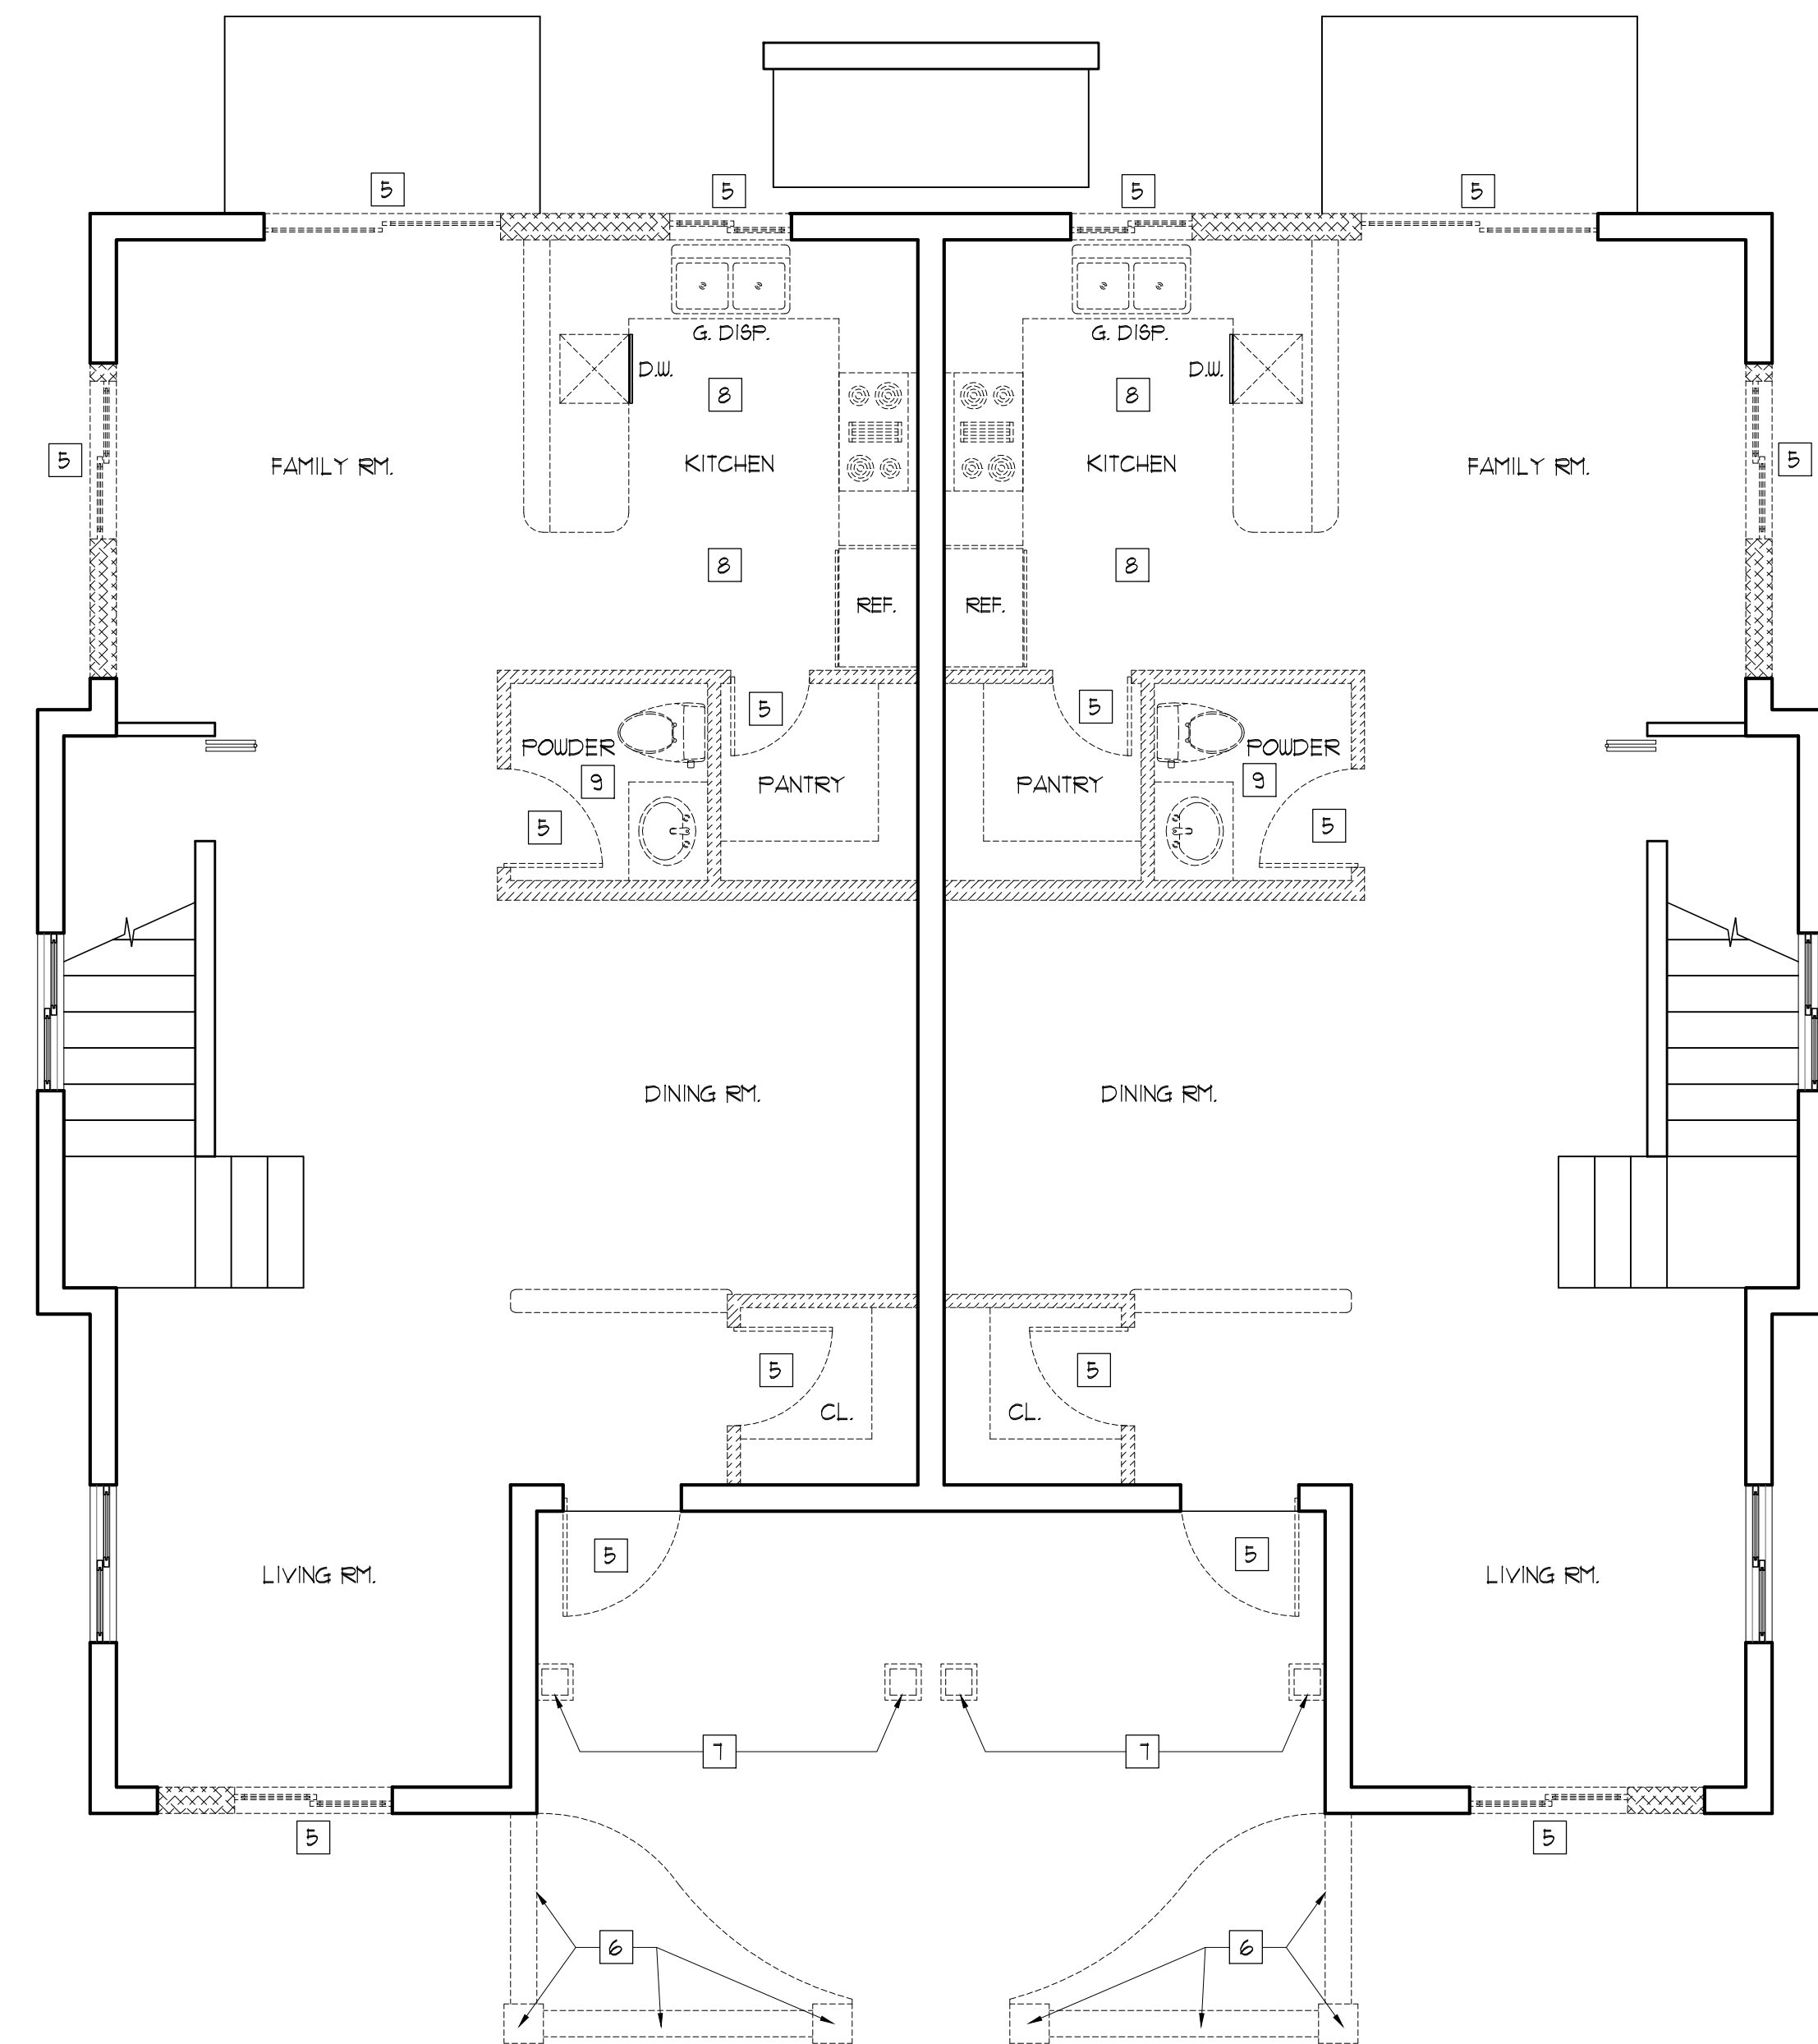 5
5
5
5
G. DISP.
G. DISP.
D.W.
D.W.
8
8
5
FAMILY RM.
KITCHEN
KITCHEN
FAMILY RM.
5
8
8
REF.
REF.
5
5
POWDER
POWDER
9
PANTRY
PANTRY
9
5
5
DINING RM.
DINING RM.
5
5
CL.
CL.
5
5
LIVING RM.
LIVING RM.
7
7
5
5
6
6